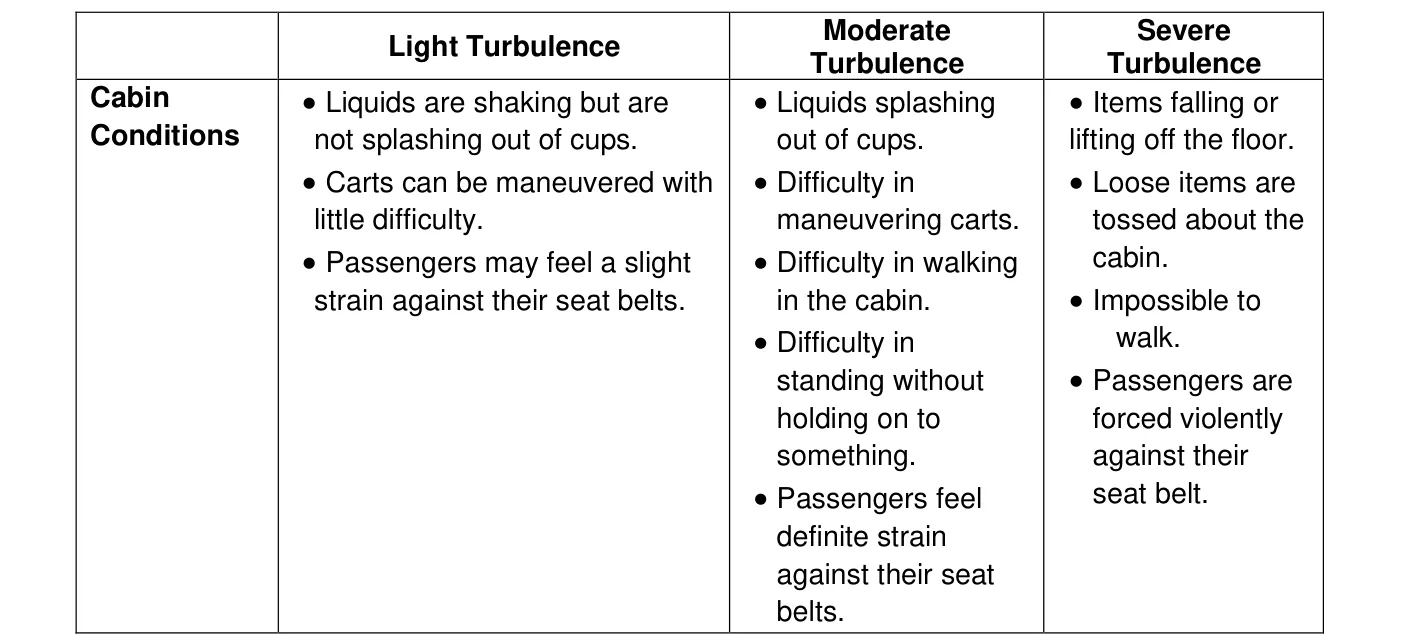 Light Turbulence
Moderate
Turbulence
Severe
Turbulence
Cabin
Conditions
• Liquids are shaking but are
not splashing out of cups.
• Carts can be maneuvered with
little difficulty.
• Passengers may feel a slight
strain against their seat belts.
• Liquids splashing
out of cups.
• Difficulty in
maneuvering carts.
• Difficulty in walking
in the cabin.
• Difficulty in
standing without
holding on to
something.
• Passengers feel
definite strain
against their seat
belts.
• Items falling or
lifting off the floor.
• Loose items are
tossed about the
cabin.
• Impossible to
walk.
• Passengers are
forced violently
against their
seat belt.